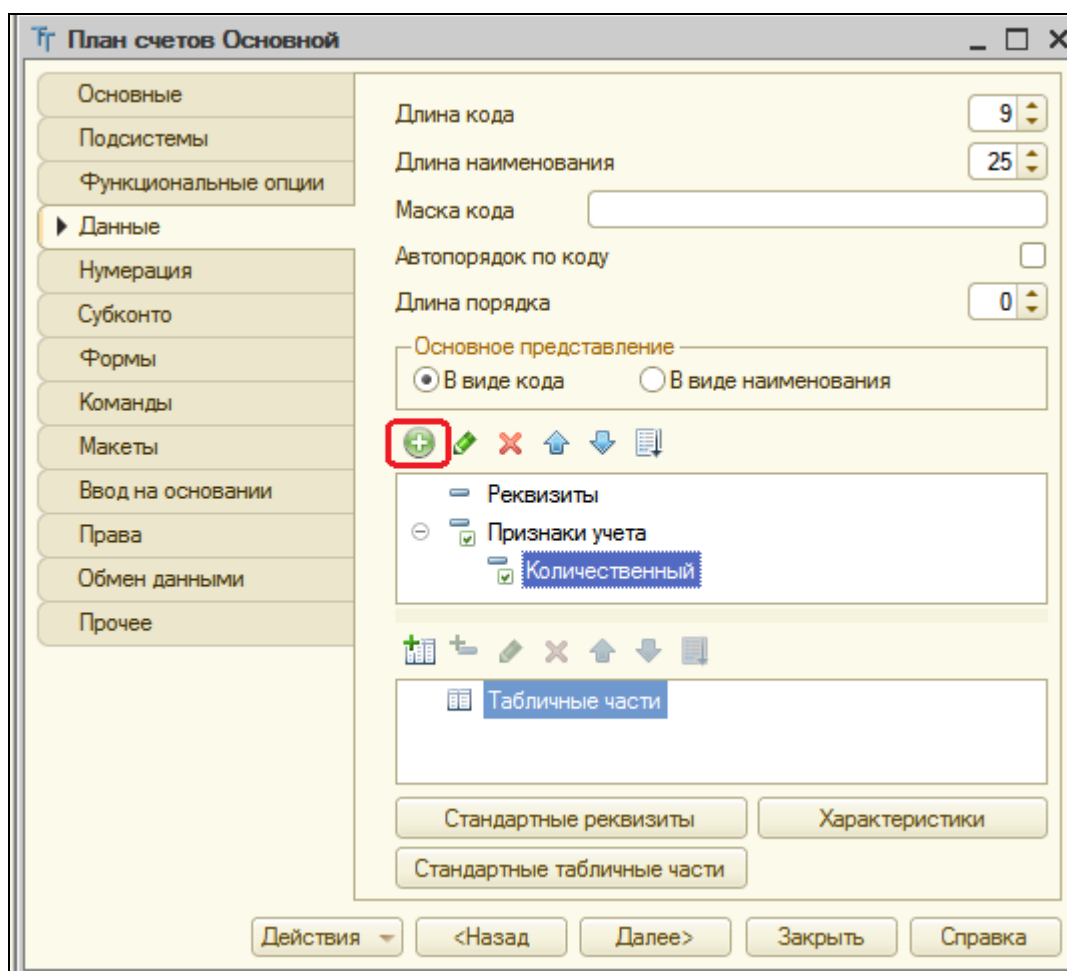 План счетов Основной
Основные
Подсистемы
Функциональные опции
Данные
Нумерация
Субконто
Формы
Команды
Макеты
Ввод на основании
Права
Обмен данными
Прочее
Длина кода 9
Длина наименования 25
Маска кода
Автопорядок по коду
Длина порядка 0
Основное представление
В виде кода В виде наименования
Реквизиты
Признаки учета
Количественный
Табличные части
Стандартные реквизиты Характеристики
Стандартные табличные части
Действия <Назад Далее> Закрыть Справка